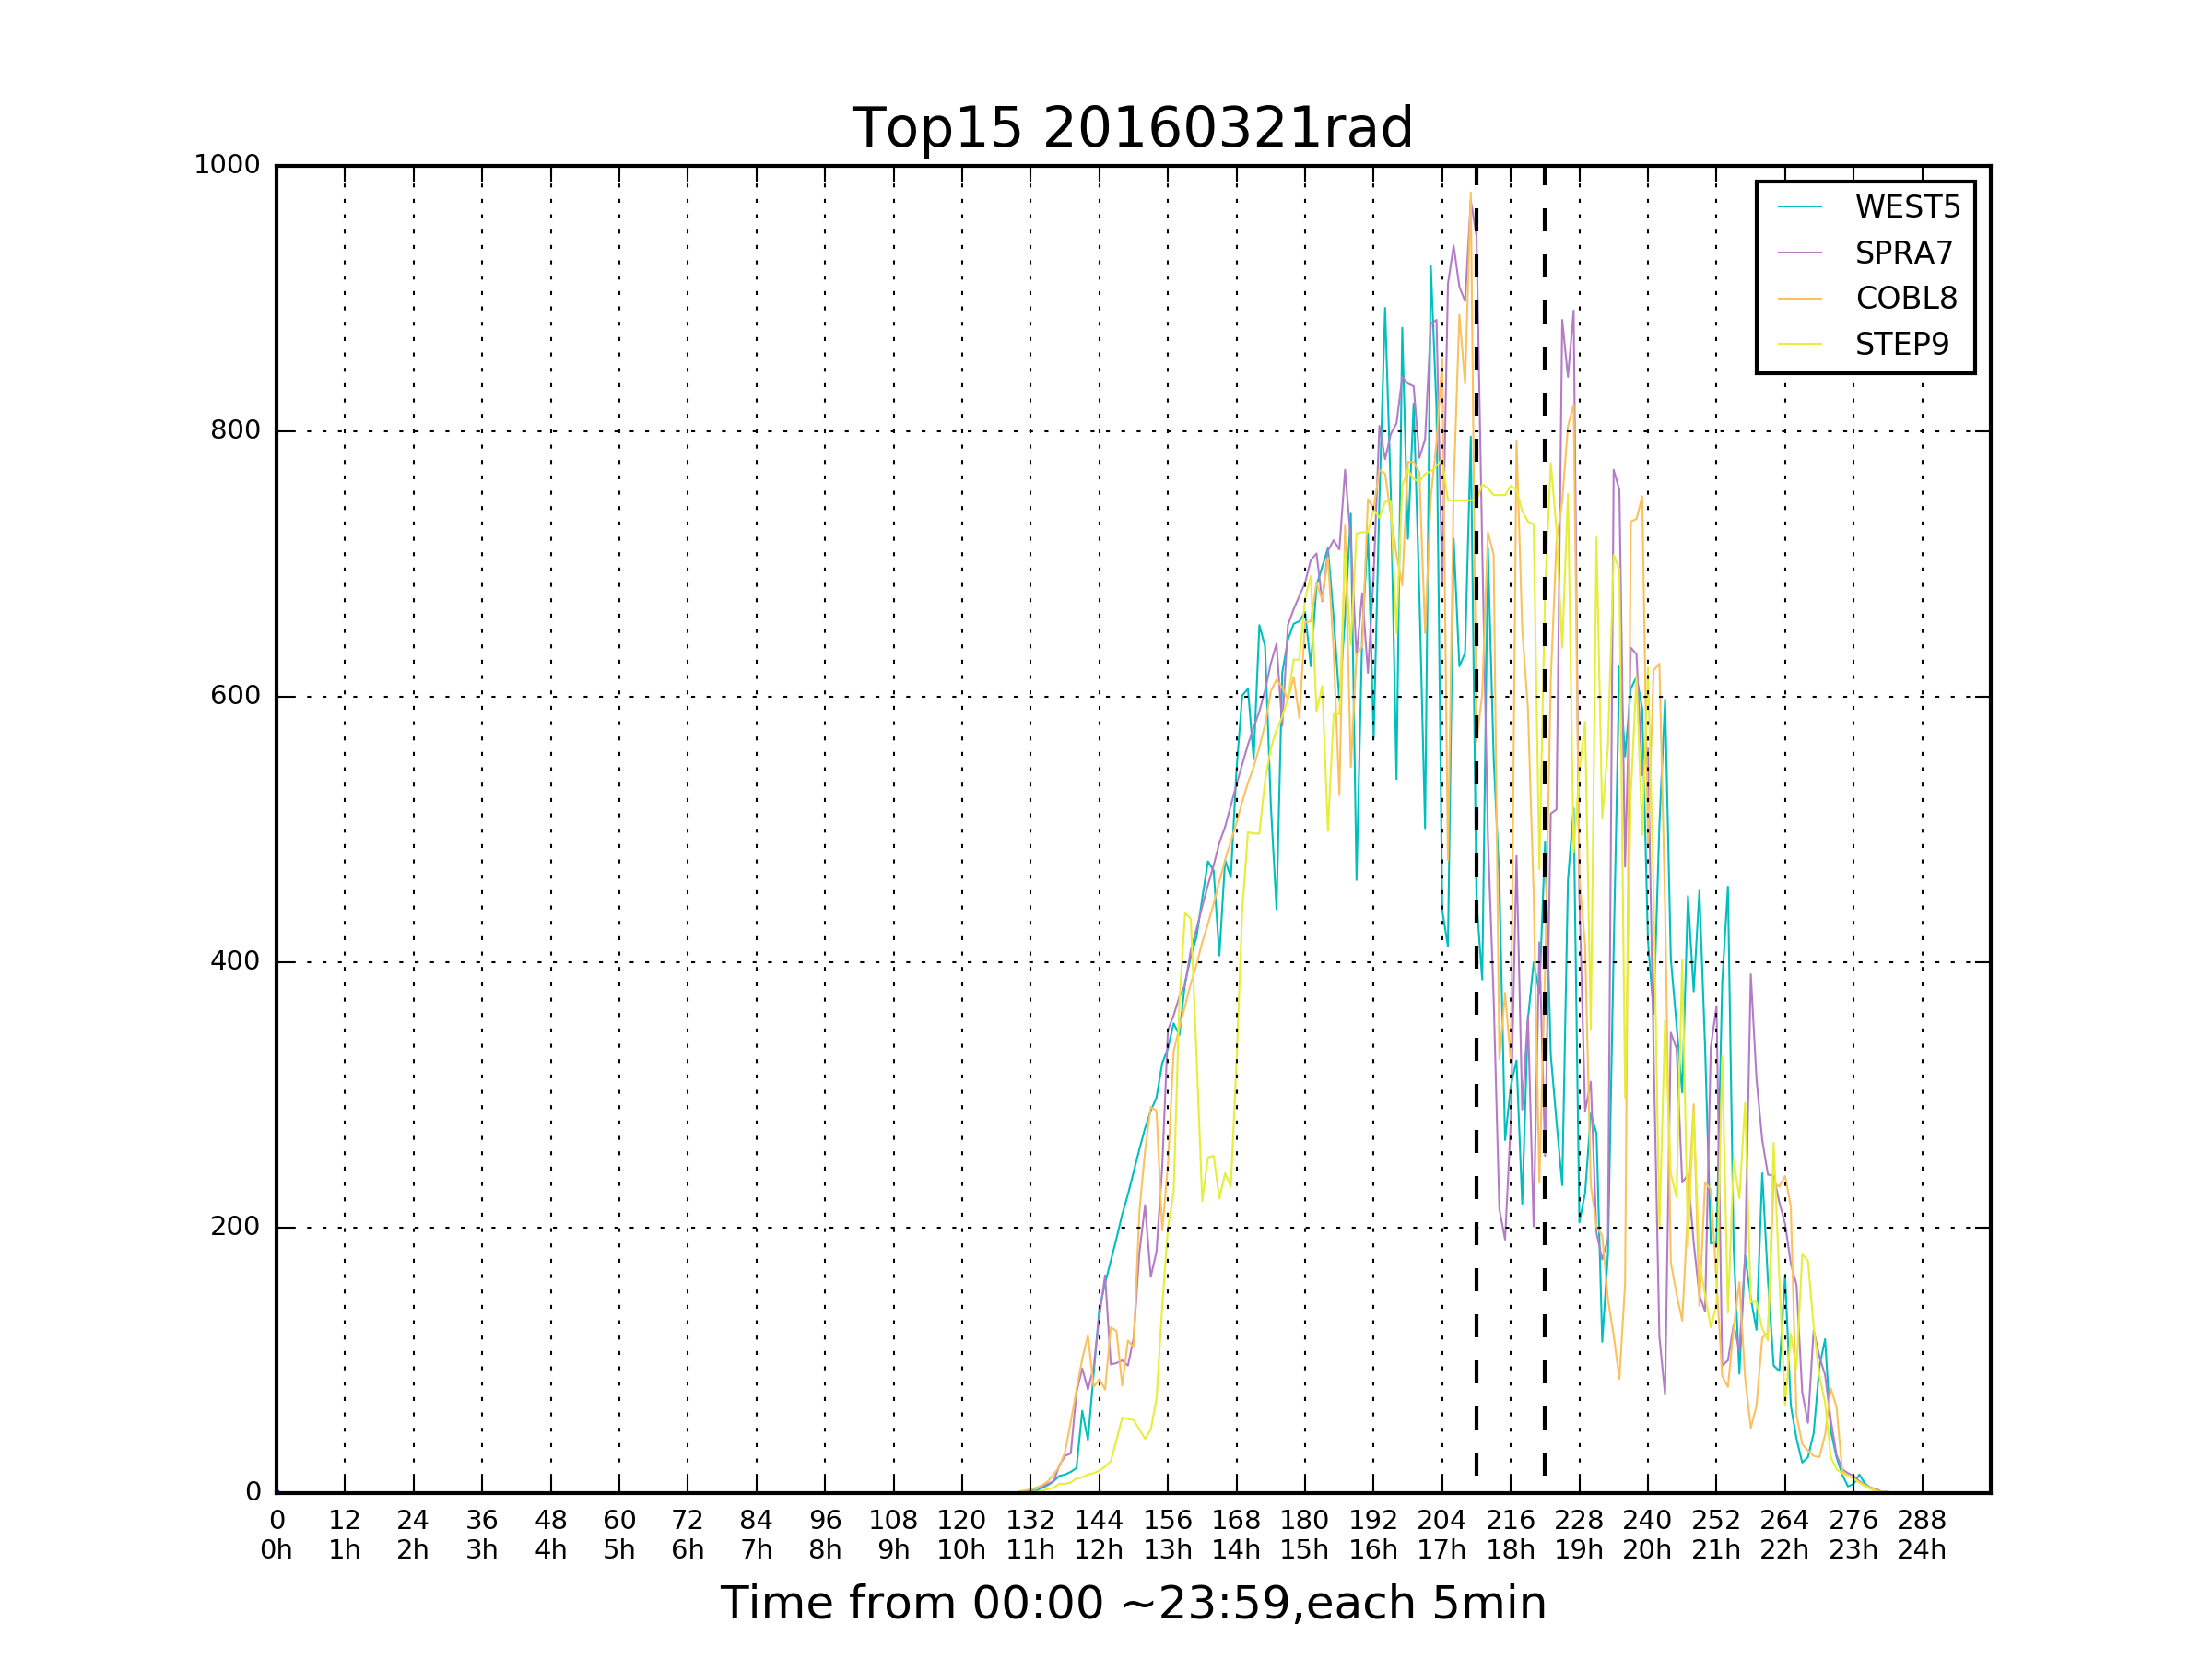 Top15 20160321rad
1000
800
600
400
200
0
WEST5
SPRA7
COBL8
STEP9
0 12 24 36 48 60 72 84 96 108 120 132 144 156 168 180 192 204 216 228 240 252 264 276 288
0h 1h 2h 3h 4h 5h 6h 7h 8h 9h 10h 11h 12h 13h 14h 15h 16h 17h 18h 19h 20h 21h 22h 23h 24h
Time from 00:00 ~23:59,each 5min